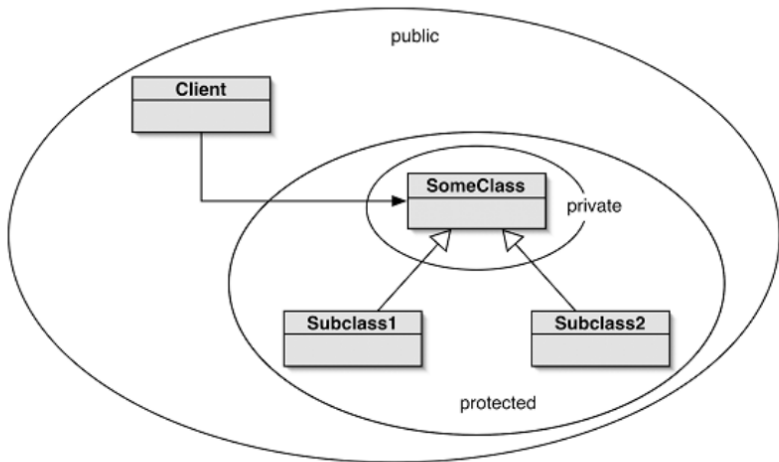 public
Client
SomeClass
private
Subclass1
Subclass2
protected